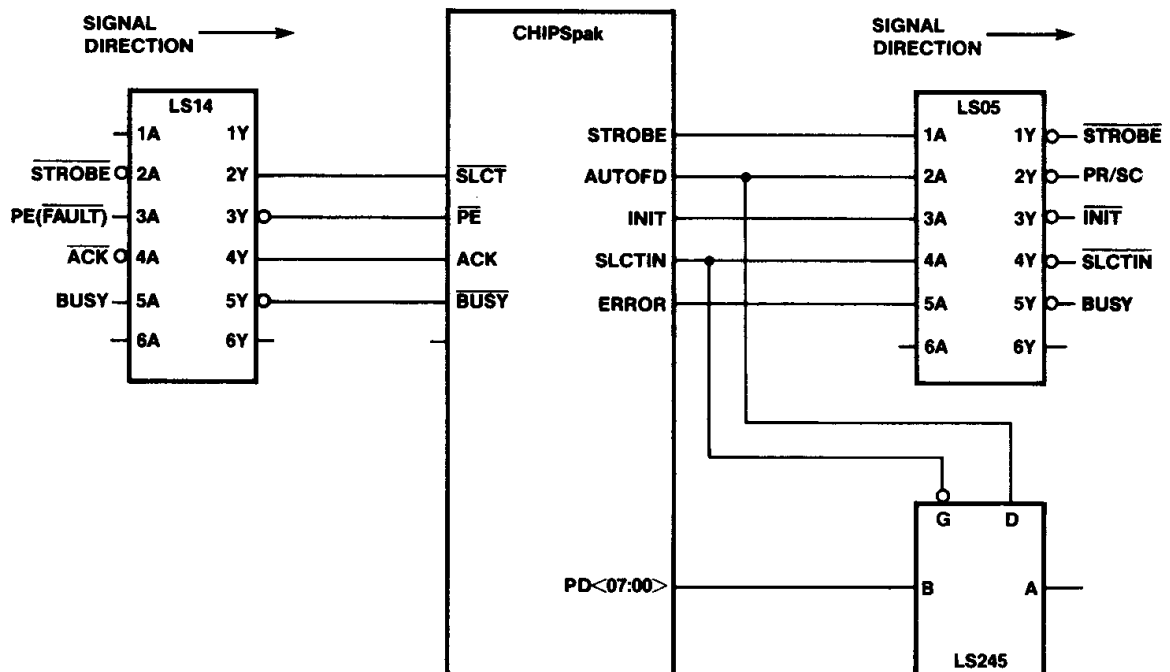 SIGNAL
DIRECTION
CHIPSpak
SIGNAL
DIRECTION
LS14
1A 1Y
STROBE 2A 2Y
PE(FAULT) 3A 3Y
ACK 4A 4Y
BUSY 5A 5Y
6A 6Y
SLCT
PE
ACK
BUSY
STROBE
AUTOFD
INIT
SLCTIN
ERROR
PD<07:00>
LS05
1A 1Y STROBE
2A 2Y PR/SC
3A 3Y INIT
4A 4Y SLCTIN
5A 5Y BUSY
6A 6Y
G D
B A
LS245